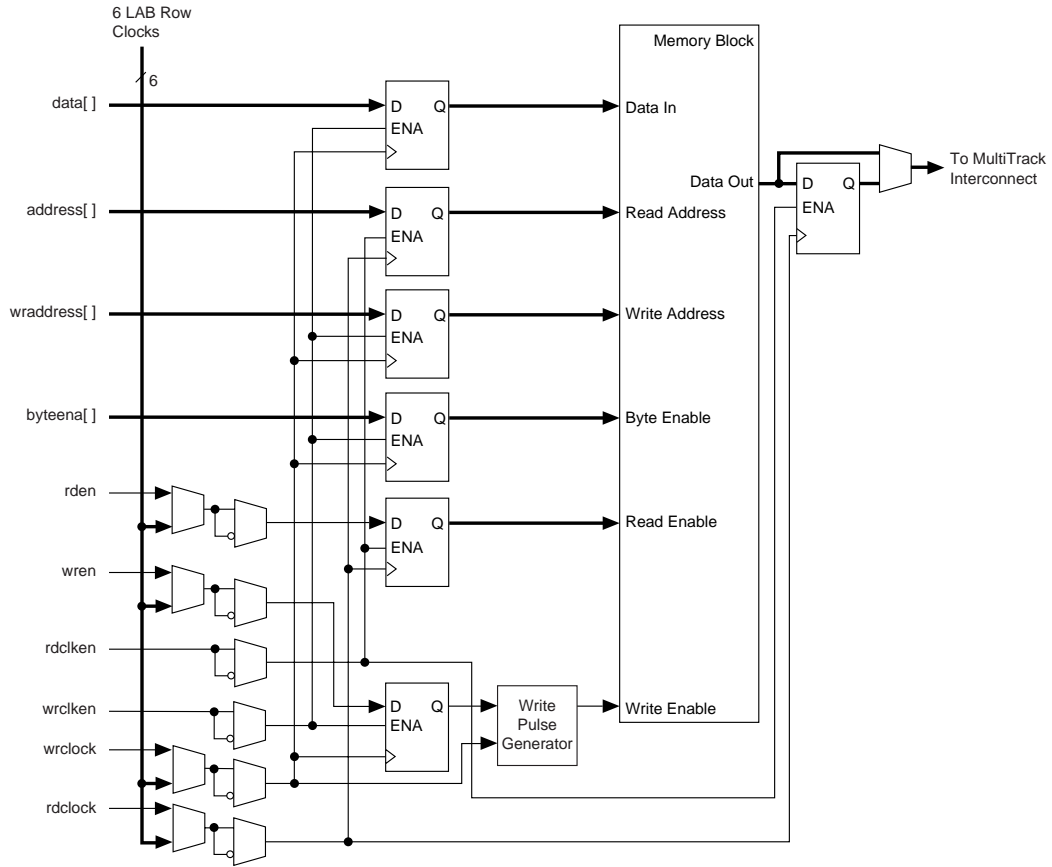 6 LAB Row
Clocks
6
data[ ]
address[ ]
wraddress[ ]
byteena[ ]
rden
wren
rdclken
wrclken
wrclock
rdclock
D Q
ENA
D Q
ENA
D Q
ENA
D Q
ENA
D Q
ENA
D Q
ENA
Write
Pulse
Generator
Memory Block
Data In
Data Out
Read Address
Write Address
Byte Enable
Read Enable
Write Enable
D Q
ENA
To MultiTrack
Interconnect